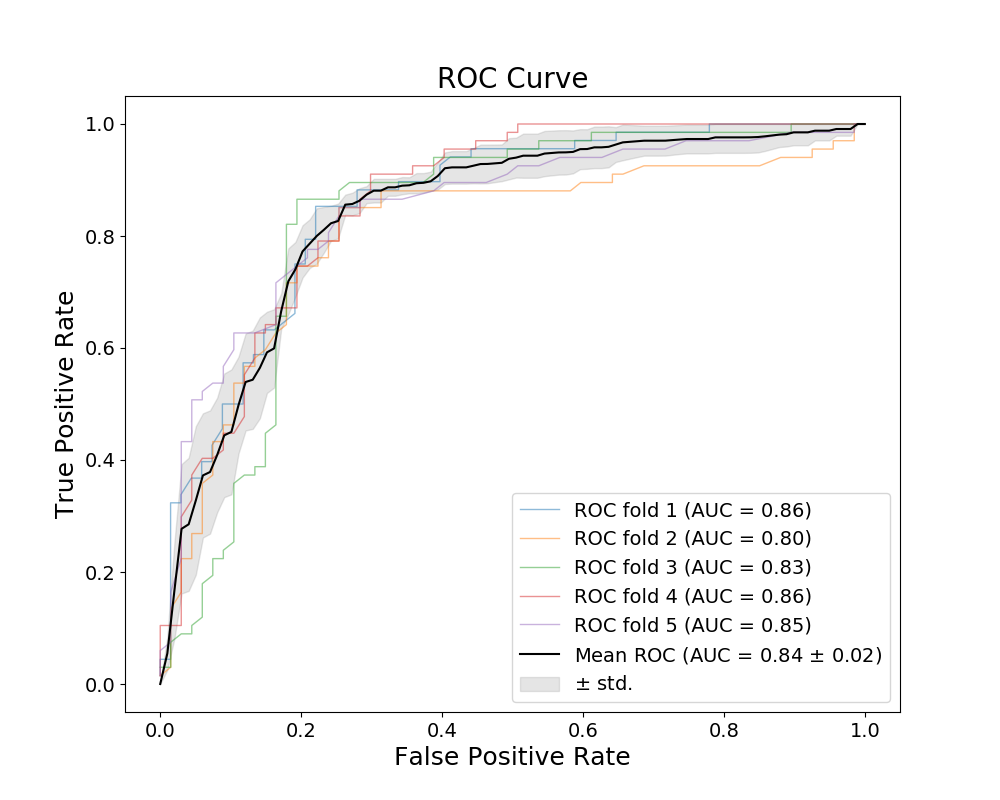 ROC Curve
1.0
0.8
0.6
0.4
0.2
0.0
True Positive Rate
ROC fold 1 (AUC = 0.86)
ROC fold 2 (AUC = 0.80)
ROC fold 3 (AUC = 0.83)
ROC fold 4 (AUC = 0.86)
ROC fold 5 (AUC = 0.85)
Mean ROC (AUC = 0.84 ± 0.02)
± std.
0.0 0.2 0.4 0.6 0.8 1.0
False Positive Rate